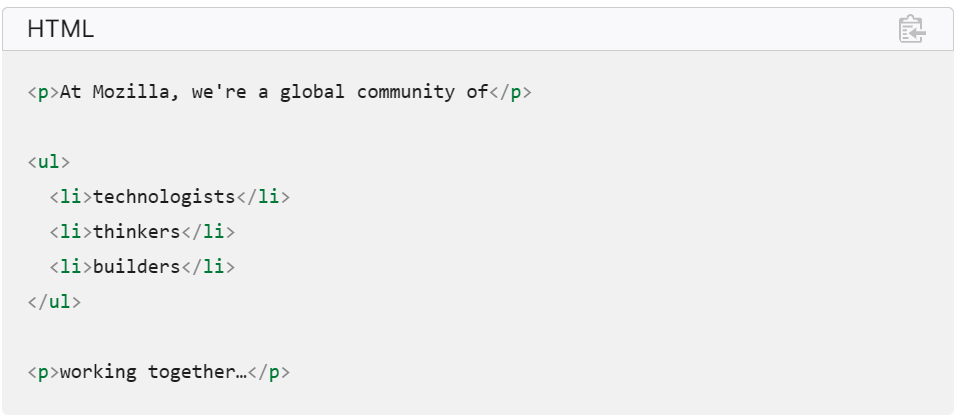 HTML
<p>At Mozilla, we're a global community of</p>
<ul>
<li>technologists</li>
<li>thinkers</li>
<li>builders</li>
</ul>
<p>working together…</p>